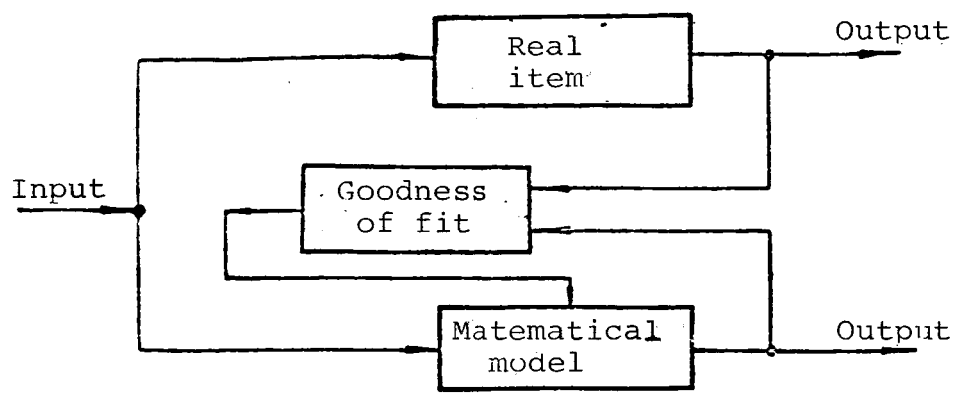 Output
Real
item
Input
Goodness
of fit
Matematical
model
Output